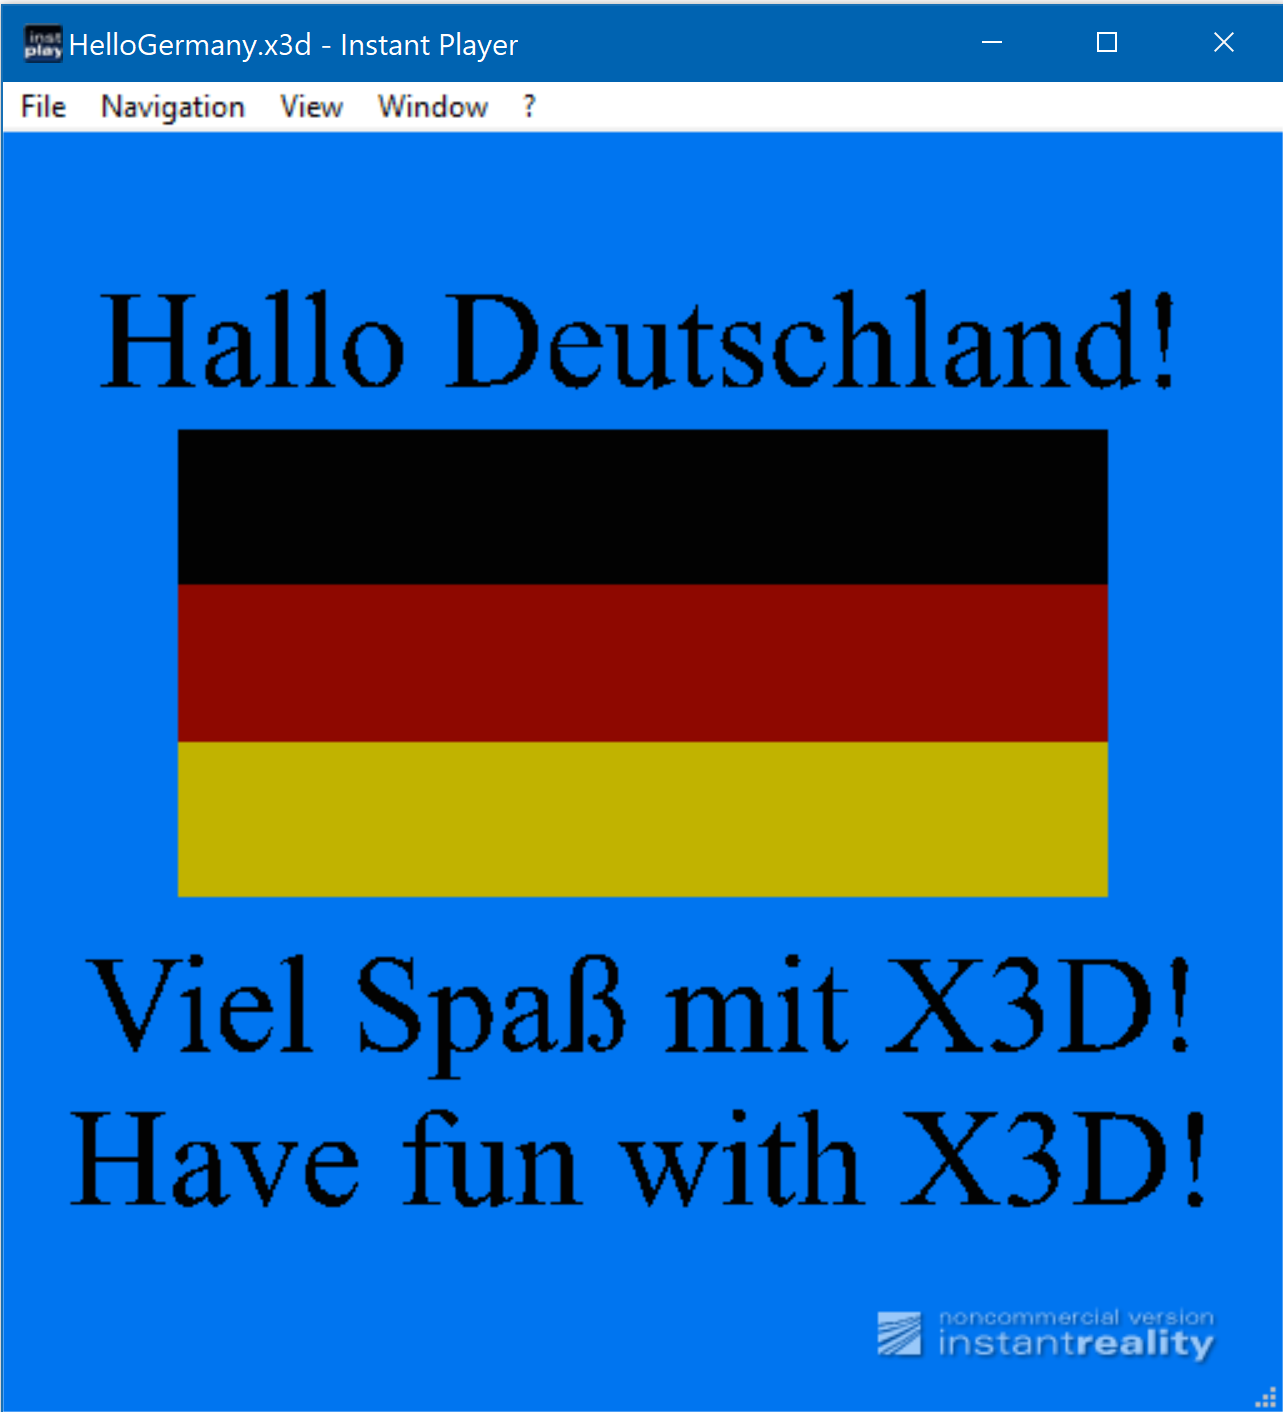 inst
play
HelloGermany.x3d - Instant Player
File Navigation View Window ?
Hallo Deutschland!
Viel Spaß mit X3D!
Have fun with X3D!
noncommercial version
instantreality